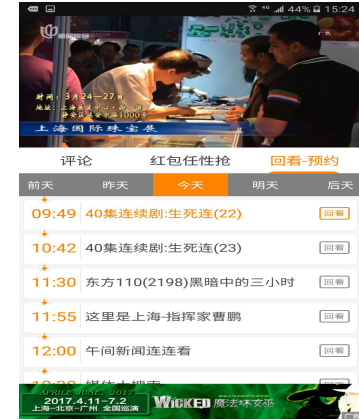 44% 15:24
时间：3月24—27日
上海国际珠宝展
评论 红包任性抢 回看-预约
前天 昨天 今天 明天 后天
09:49 40集连续剧:生死连(22) 回看
10:42 40集连续剧:生死连(23) 回看
11:30 东方110(2198)黑暗中的三小时 回看
11:55 这里是上海-指挥家曹鹏 回看
12:00 午间新闻连连看 回看
APRIL JUNE, 2017
2017.4.11-7.2
上海-北京-广州 全国巡演
WICKED 魔法坏女巫